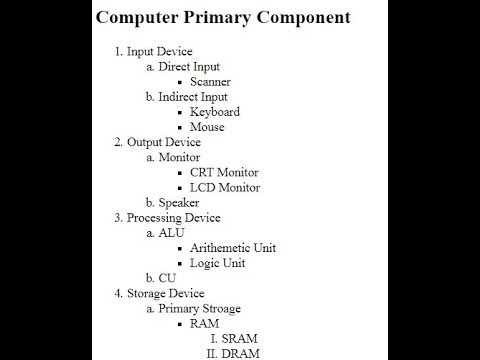 Computer Primary Component
1. Input Device
a. Direct Input
▪ Scanner
b. Indirect Input
▪ Keyboard
▪ Mouse
2. Output Device
a. Monitor
▪ CRT Monitor
▪ LCD Monitor
b. Speaker
3. Processing Device
a. ALU
▪ Arithemetic Unit
▪ Logic Unit
b. CU
4. Storage Device
a. Primary Stroage
▪ RAM
I. SRAM
II. DRAM